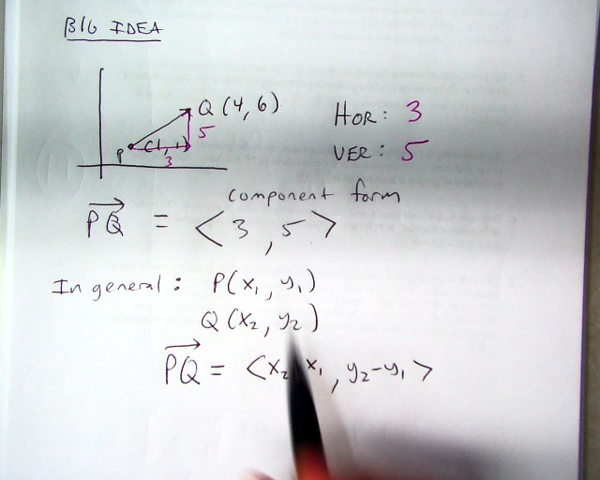 BIG IDEA
Q (4, 6)
5
P (1, 1)
3
HOR: 3
VER: 5
component form
PQ = <3, 5>
In general: P(x₁, y₁)
Q (x₂, y₂)
PQ = <x₂ x₁, y₂-y₁>